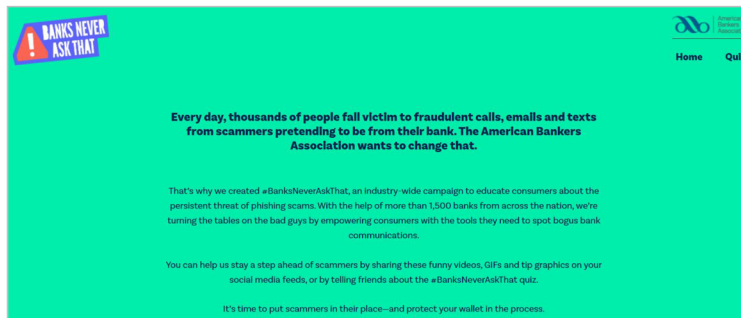 BANKS NEVER
ASK THAT
American
Bankers
Home
Every day, thousands of people fall victim to fraudulent calls, emails and texts
from scammers pretending to be from their bank. The American Bankers
Association wants to change that.
That's why we created #BanksNeverAskThat, an industry-wide campaign to educate consumers about the
persistent threat of phishing scams. With the help of more than 1,500 banks from across the nation, we're
turning the tables on the bad guys by empowering consumers with the tools they need to spot bogus bank
communications.
You can help us stay a step ahead of scammers by sharing these funny videos, GIFs and tip graphics on your
social media feeds, or by telling friends about the #BanksNeverAskThat quiz.
It's time to put scammers in their place—and protect your wallet in the process.